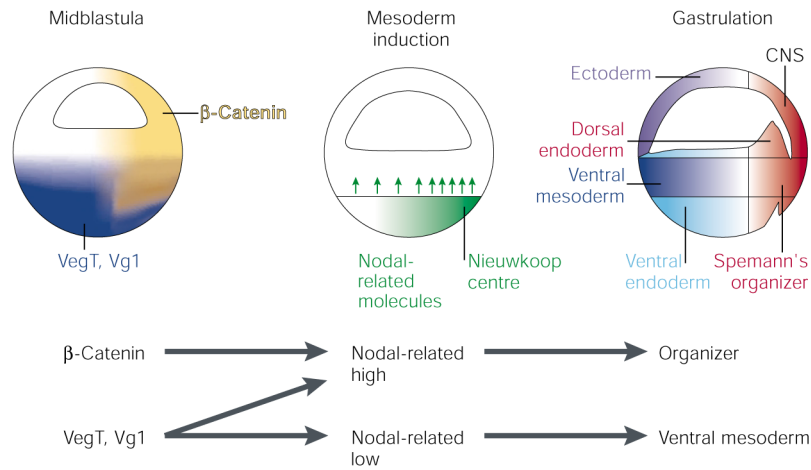 Midblastula
Mesoderm
induction
Gastrulation
CNS
Ectoderm
β-Catenin
Dorsal
endoderm
Ventral
mesoderm
VegT, Vg1
Nodal-
related
molecules
Nieuwkoop
centre
Ventral
endoderm
Spemann's
organizer
β-Catenin
Nodal-related
high
Organizer
VegT, Vg1
Nodal-related
low
Ventral mesoderm